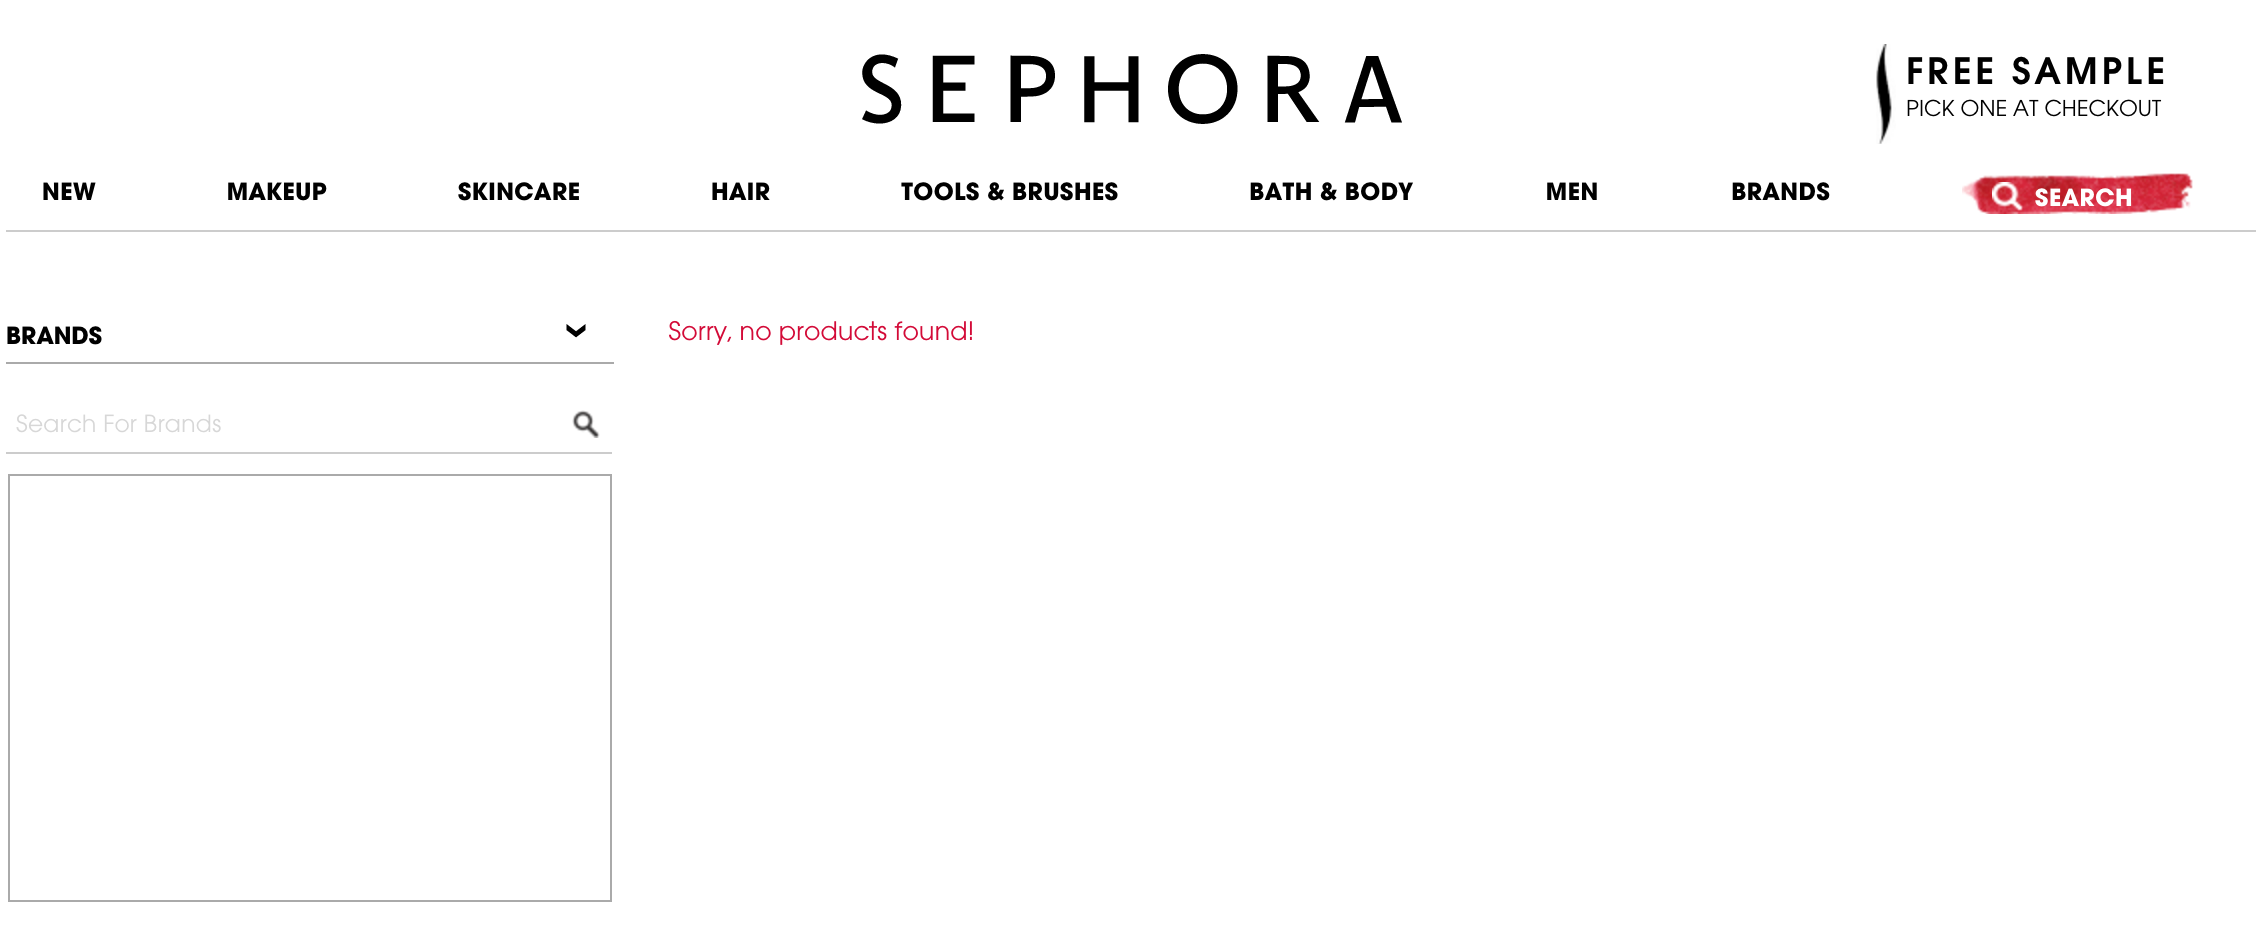 SEPHORA
FREE SAMPLE
PICK ONE AT CHECKOUT
NEW MAKEUP SKINCARE HAIR TOOLS & BRUSHES BATH & BODY MEN BRANDS SEARCH
BRANDS
Sorry, no products found!
Search For Brands